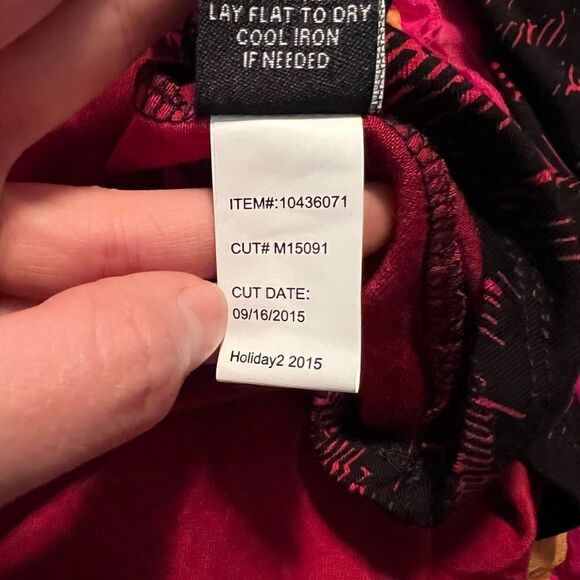 LAY FLAT TO DRY
COOL IRON
IF NEEDED
ITEM#:10436071
CUT# M15091
CUT DATE:
09/16/2015
Holiday2 2015